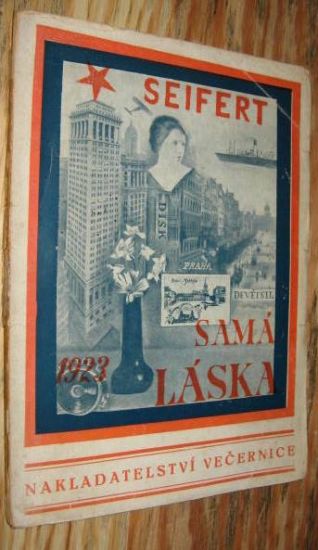 SEIFERT
DISK
PRAHA
DEVĚTSIL
SAMÁ
1923
LÁSKA
NAKLADATELSTVÍ VEČERNICE